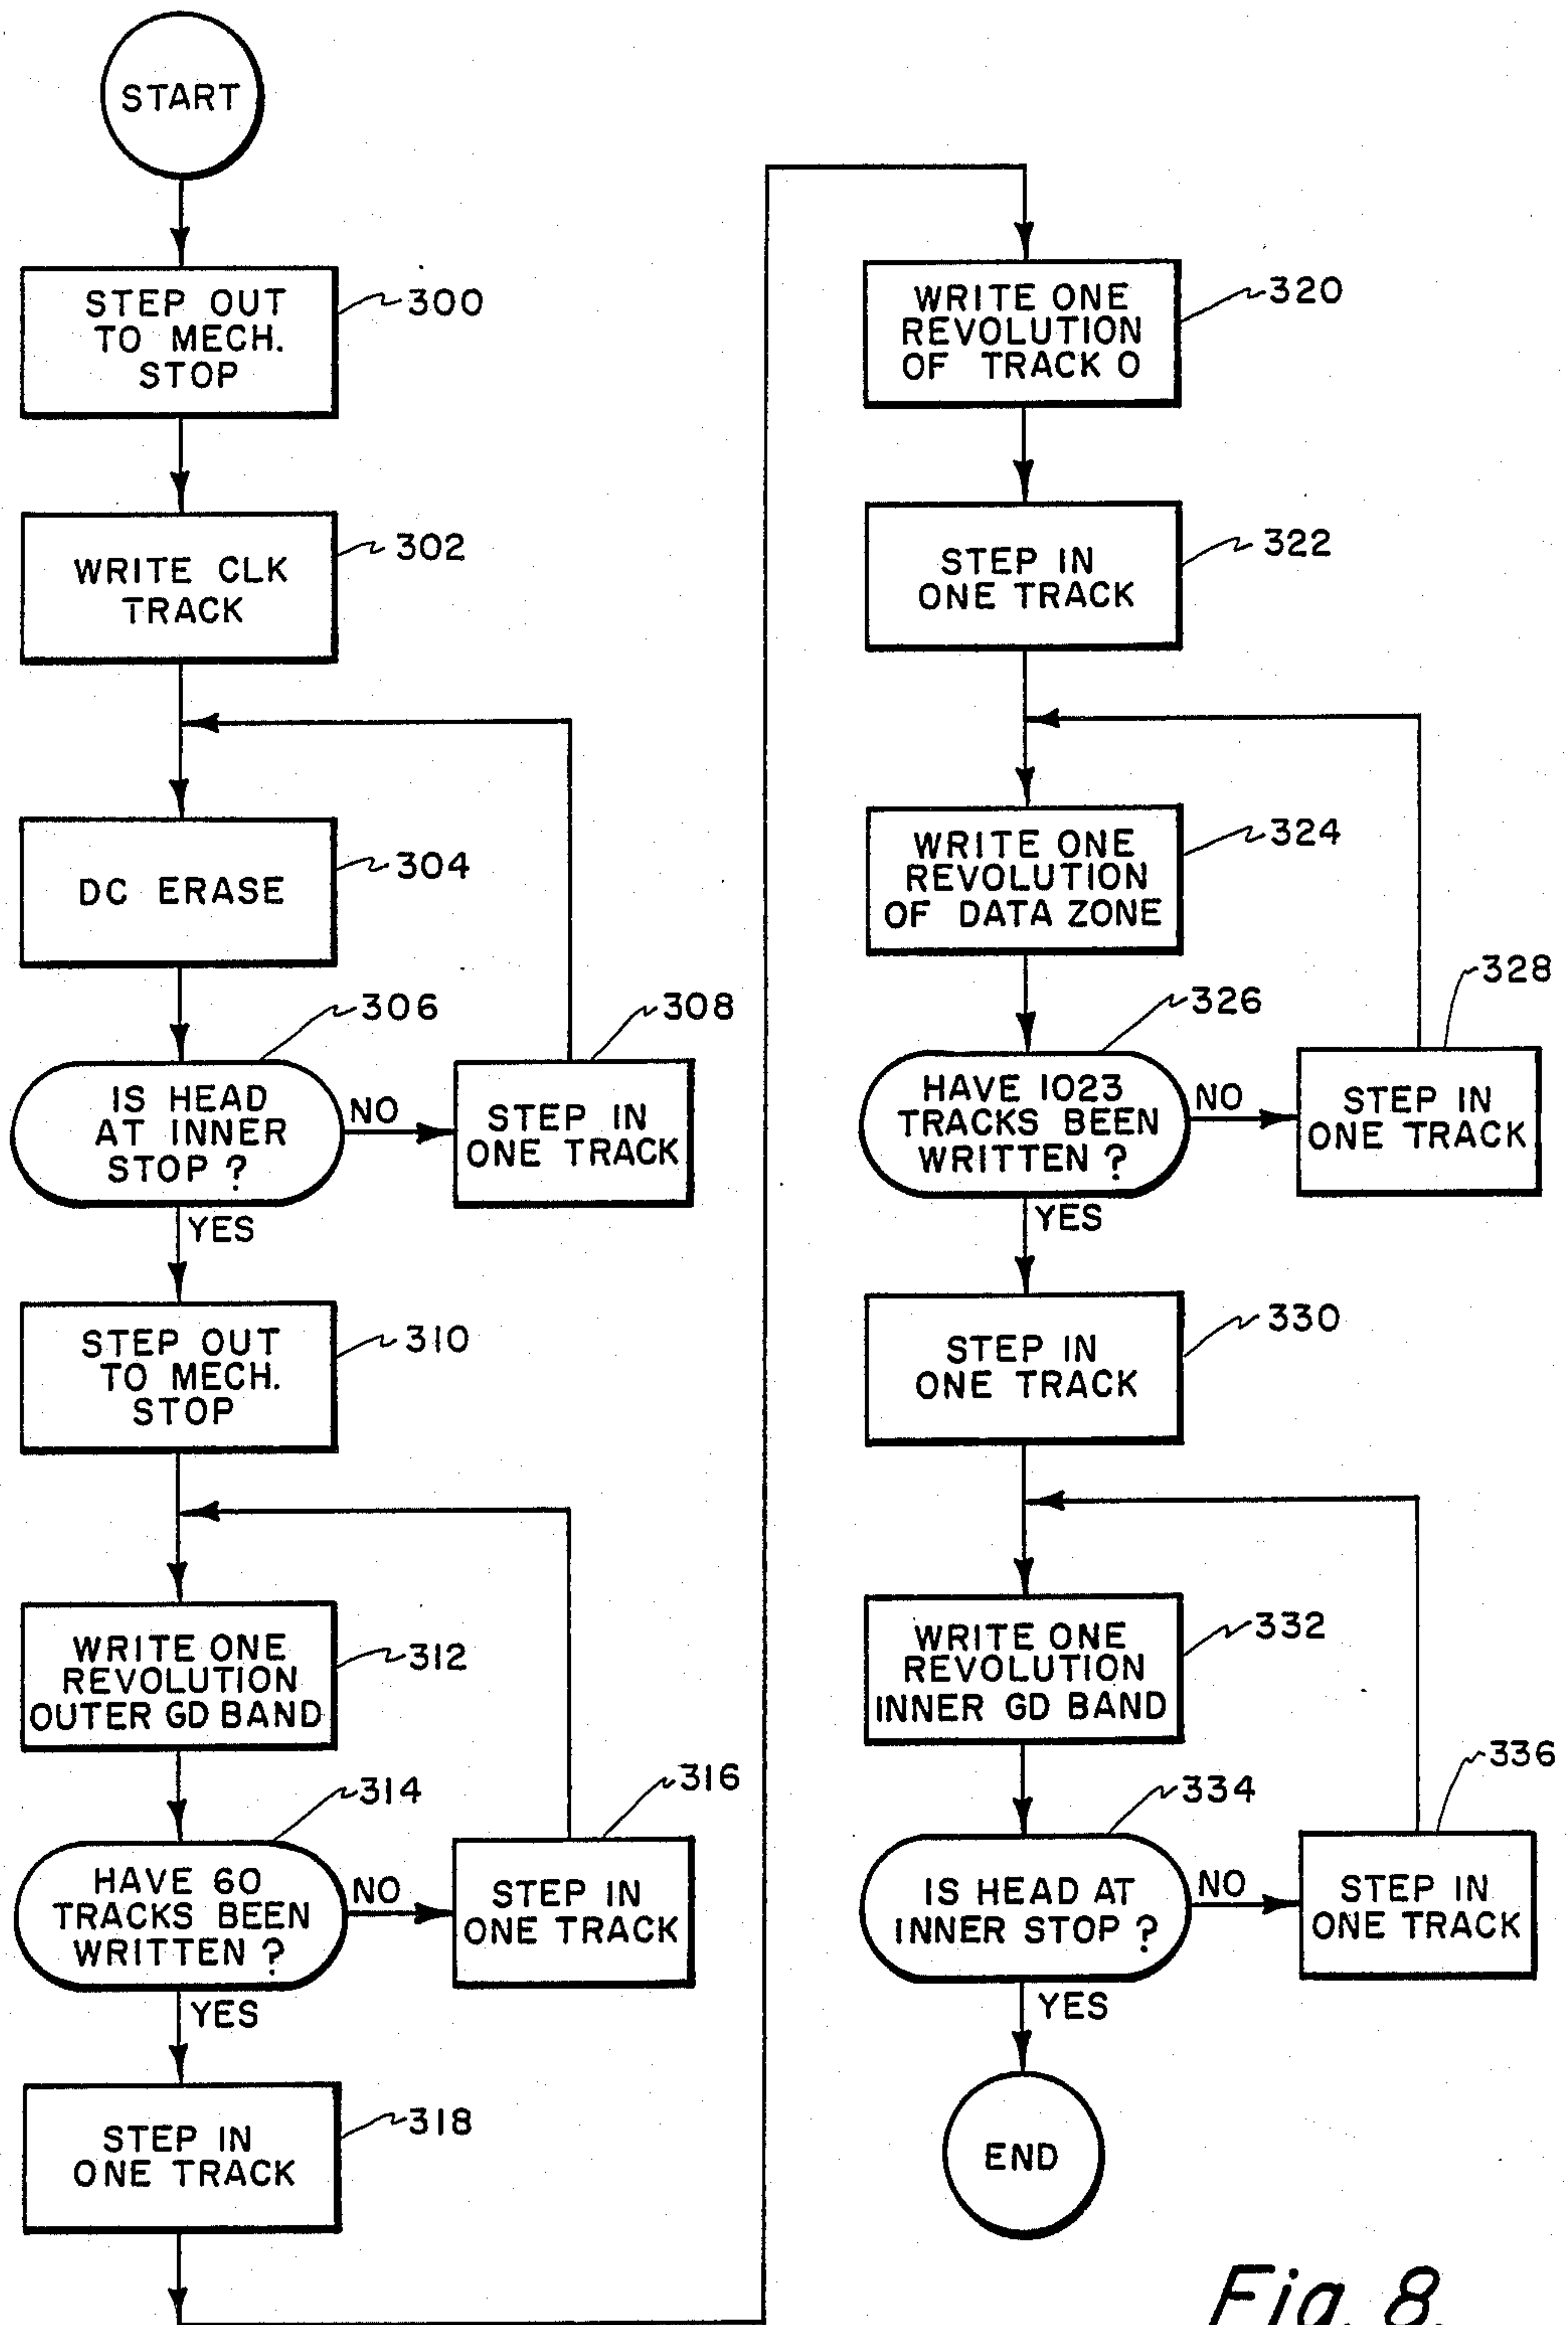 START
STEP OUT
TO MECH.
STOP
300
WRITE CLK
TRACK
302
DC ERASE
304
306
IS HEAD
AT INNER
STOP ?
NO
308
STEP IN
ONE TRACK
YES
STEP OUT
TO MECH.
STOP
310
WRITE ONE
REVOLUTION
OUTER GD BAND
312
314
HAVE 60
TRACKS BEEN
WRITTEN ?
NO
316
STEP IN
ONE TRACK
YES
STEP IN
ONE TRACK
318
WRITE ONE
REVOLUTION
OF TRACK 0
320
STEP IN
ONE TRACK
322
WRITE ONE
REVOLUTION
OF DATA ZONE
324
326
HAVE 1023
TRACKS BEEN
WRITTEN ?
NO
328
STEP IN
ONE TRACK
YES
STEP IN
ONE TRACK
330
WRITE ONE
REVOLUTION
INNER GD BAND
332
334
IS HEAD AT
INNER STOP ?
NO
336
STEP IN
ONE TRACK
YES
END
Fig. 8.